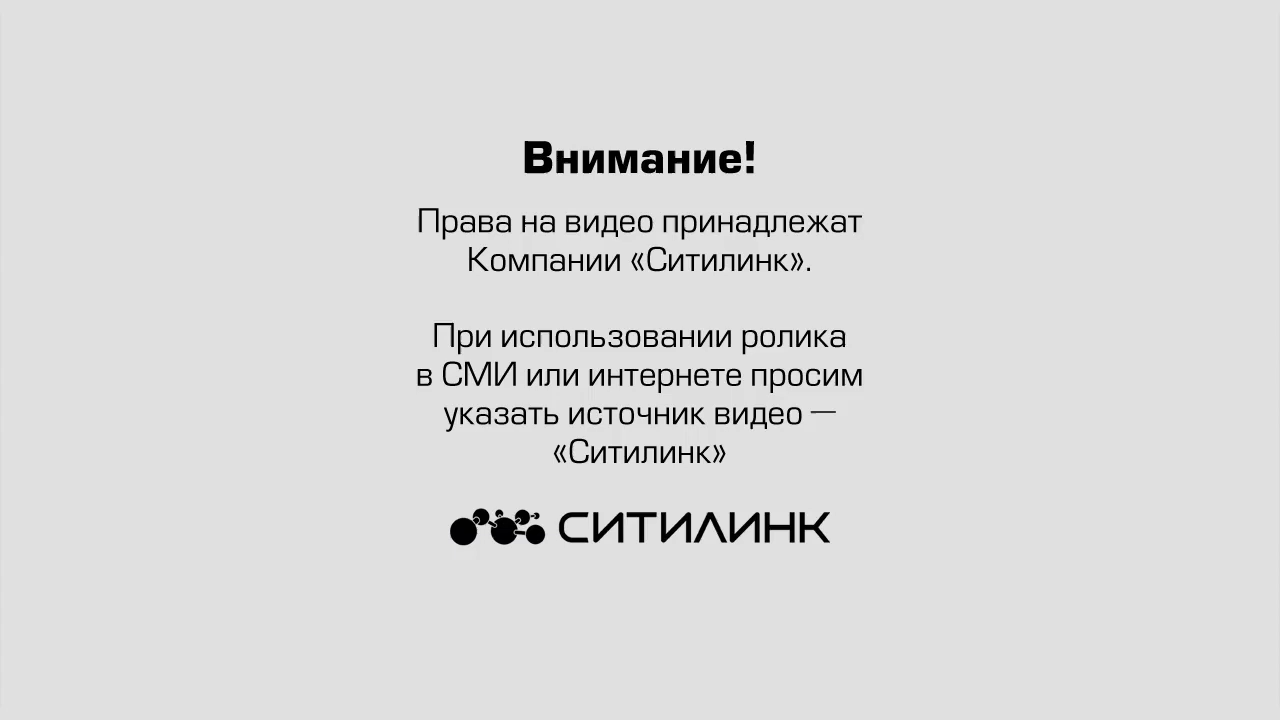 Внимание!
Права на видео принадлежат
Компании «Ситилинк».
При использовании ролика
в СМИ или интернете просим
указать источник видео —
«Ситилинк»
СИТИЛИНК